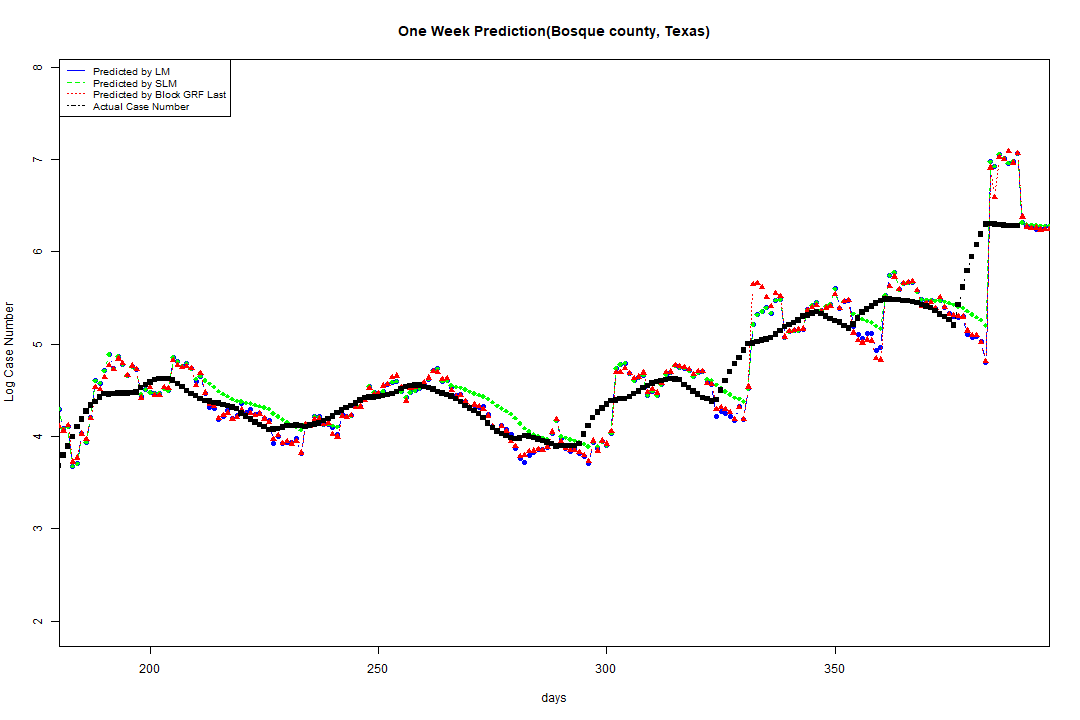 One Week Prediction(Bosque county, Texas)
Predicted by LM
Predicted by SLM
Predicted by Block GRF Last
Actual Case Number
8
7
6
5
4
3
2
Log Case Number
200 250 300 350
days